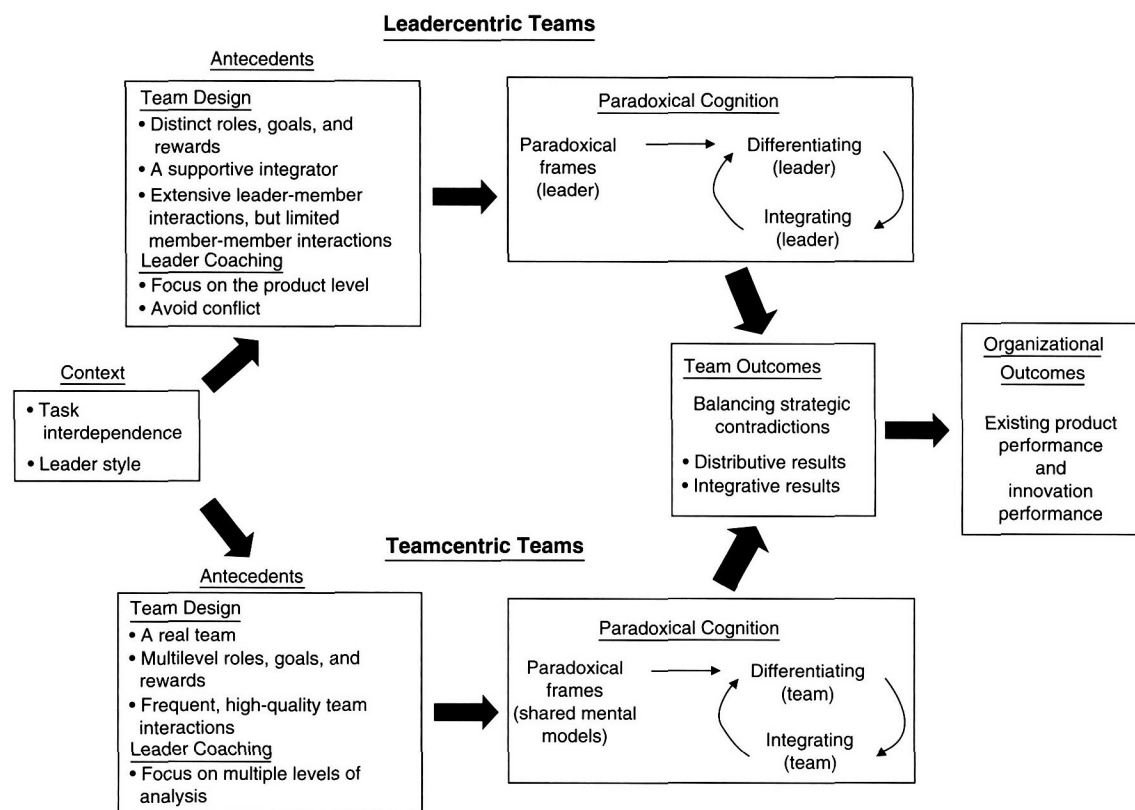 Leadercentric Teams
Antecedents
Team Design
• Distinct roles, goals, and
rewards
• A supportive integrator
• Extensive leader-member
interactions, but limited
member-member interactions
Leader Coaching
• Focus on the product level
• Avoid conflict
Paradoxical Cognition
Paradoxical
frames
(leader)
Differentiating
(leader)
Integrating
(leader)
Context
• Task
interdependence
• Leader style
Team Outcomes
Balancing strategic
contradictions
• Distributive results
• Integrative results
Organizational
Outcomes
Existing product
performance
and
innovation
performance
Teamcentric Teams
Antecedents
Team Design
• A real team
• Multilevel roles, goals, and
rewards
• Frequent, high-quality team
interactions
Leader Coaching
• Focus on multiple levels of
analysis
Paradoxical Cognition
Paradoxical
frames
(shared mental
models)
Differentiating
(team)
Integrating
(team)